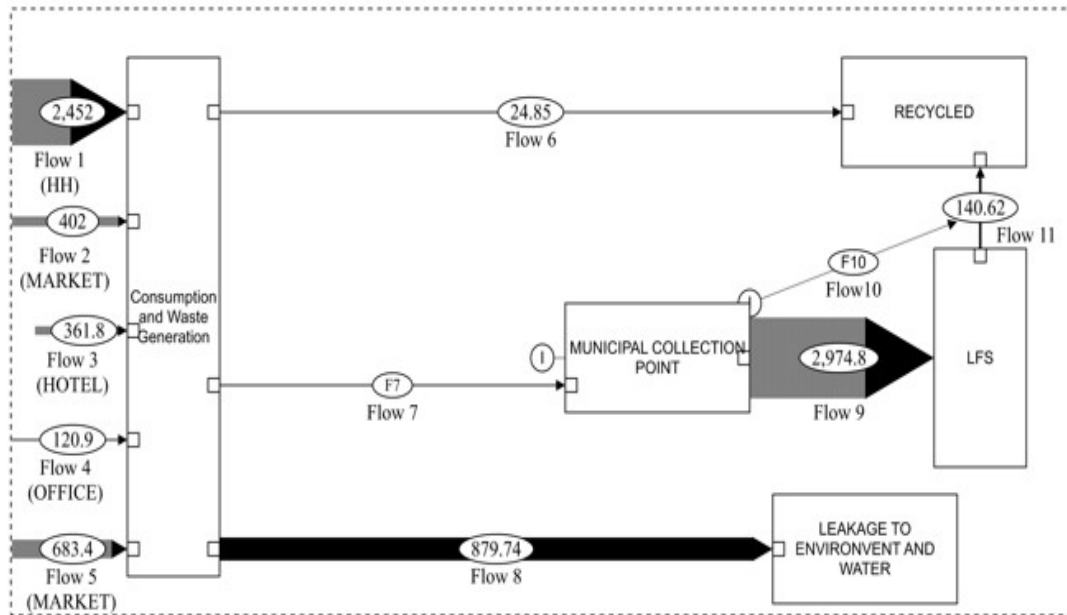 2,452
Flow 1
(HH)
402
Flow 2
(MARKET)
361.8
Flow 3
(HOTEL)
120.9
Flow 4
(OFFICE)
683.4
Flow 5
(MARKET)
Consumption
and Waste
Generation
24.85
Flow 6
RECYCLED
140.62
Flow 11
F10
Flow10
F7
Flow 7
I
MUNICIPAL COLLECTION
POINT
I
2,974.8
Flow 9
LFS
879.74
Flow 8
LEAKAGE TO
ENVIRONVENT AND
WATER